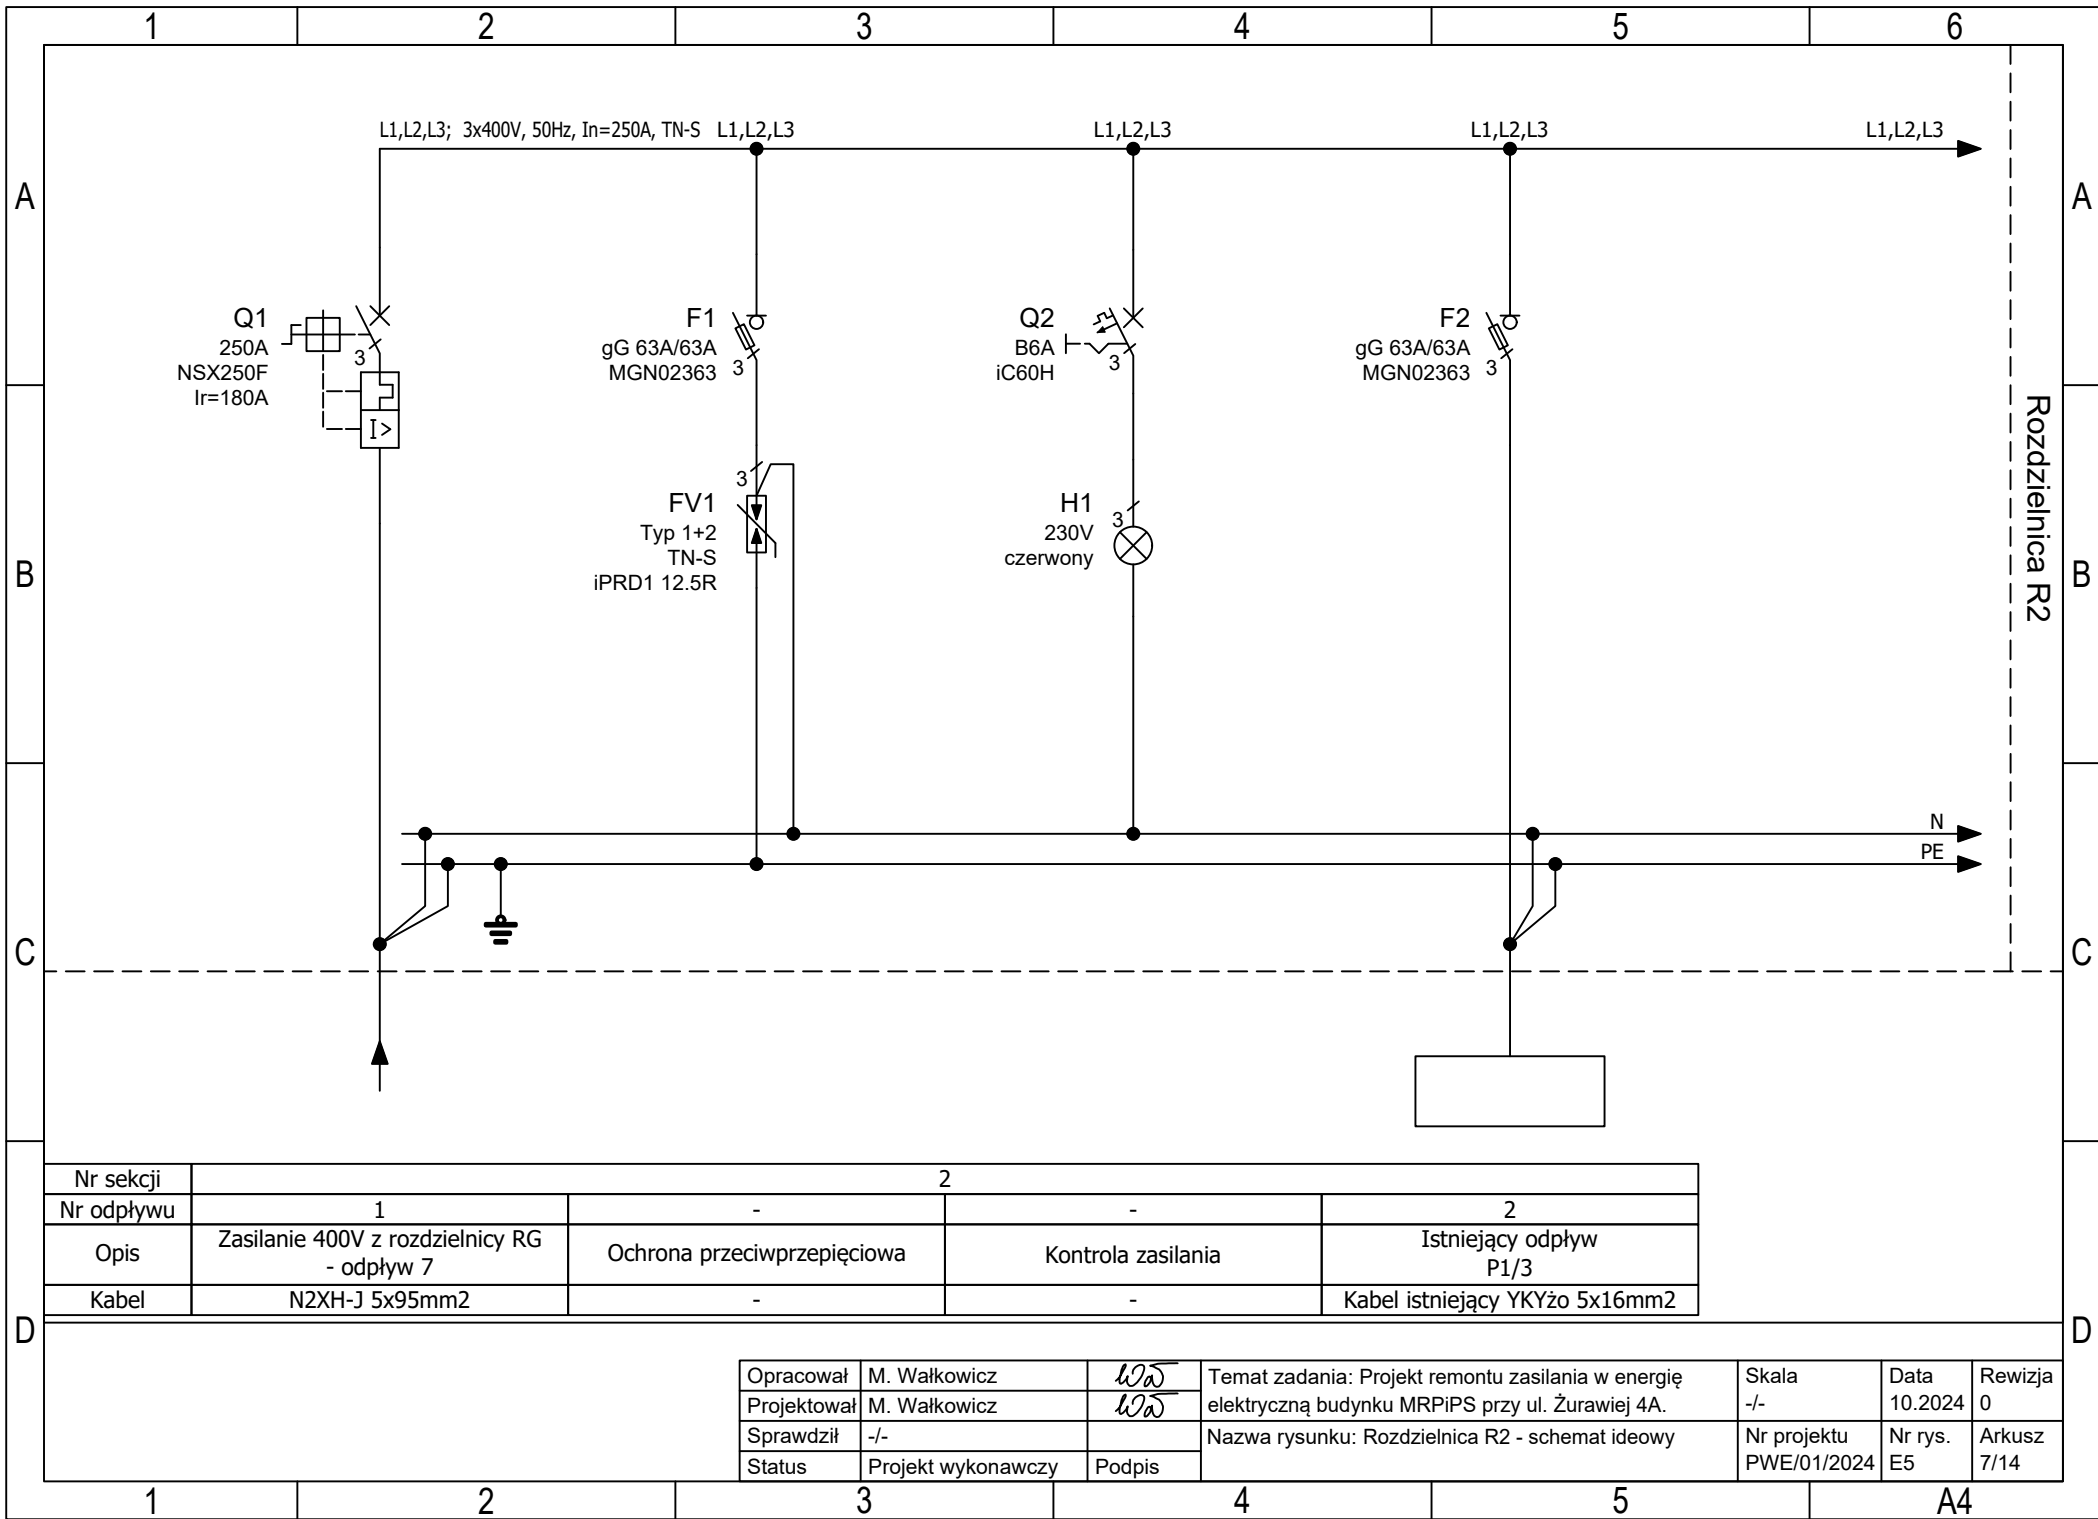 1 2 3 4 5 6
L1,L2,L3; 3x400V, 50Hz, In=250A, TN-S L1,L2,L3 L1,L2,L3 L1,L2,L3 L1,L2,L3
A A
Q1
250A
NSX250F
Ir=180A
3
I>
F1
gG 63A/63A
MGN02363
3
Q2
B6A
iC60H
3
F2
gG 63A/63A
MGN02363
3
Rozdzielnica R2
3
FV1
Typ 1+2
TN-S
iPRD1 12.5R
H1
230V
czerwony
3
B B
N
PE
C C
Nr sekcji 2
Nr odpływu 1 - - 2
Opis
Zasilanie 400V z rozdzielnicy RG
- odpływ 7
Ochrona przeciwprzepięciowa
Kontrola zasilania
Istniejący odpływ
P1/3
Kabel N2XH-J 5x95mm2 - - Kabel istniejący YKYżo 5x16mm2
D D
Opracował M. Wałkowicz
Projektował M. Wałkowicz
Sprawdził -/-
Status Projekt wykonawczy Podpis
Temat zadania: Projekt remontu zasilania w energię
elektryczną budynku MRPiPS przy ul. Żurawiej 4A.
Nazwa rysunku: Rozdzielnica R2 - schemat ideowy
Skala
-/-
Data
10.2024
Rewizja
0
Nr projektu
PWE/01/2024
Nr rys.
E5
Arkusz
7/14
1 2 3 4 5 A4